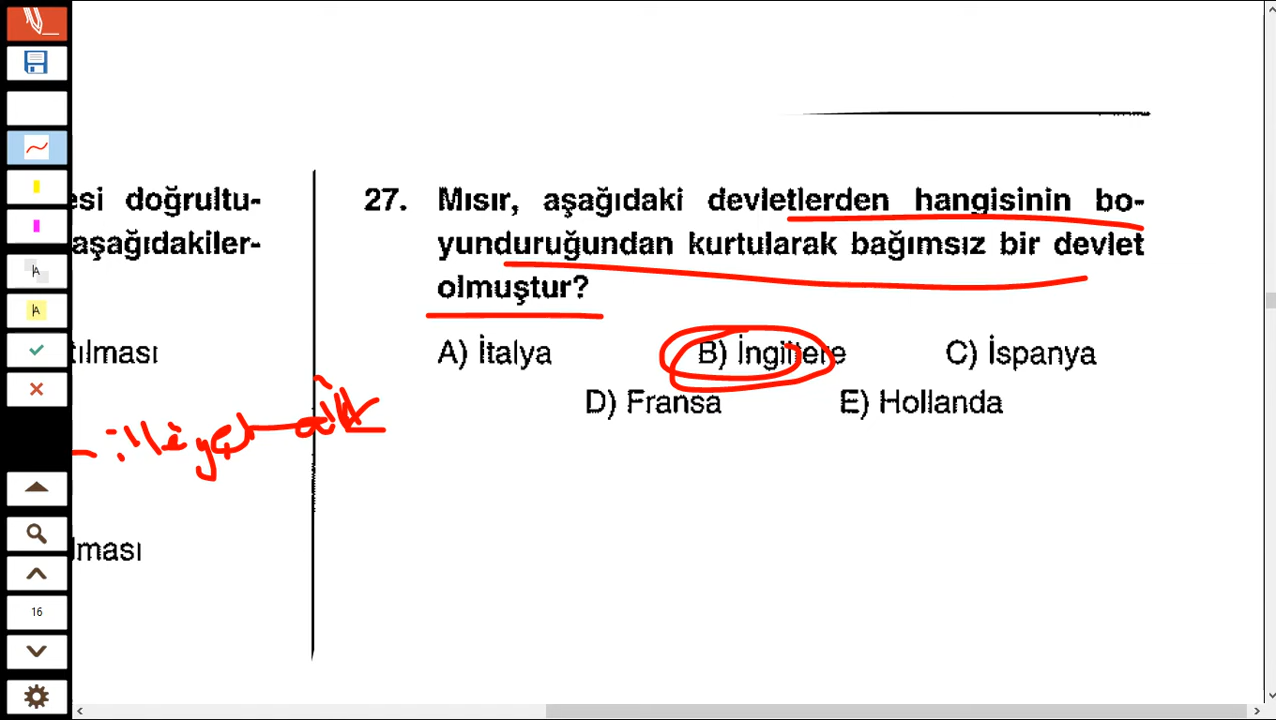 esi doğrultu-
aşağıdakiler-
tılması
lması
27. Mısır, aşağıdaki devletlerden hangisinin bo-
yunduruğundan kurtularak bağımsız bir devlet
olmuştur?
A) İtalya B) İngiltere C) İspanya
D) Fransa E) Hollanda
16